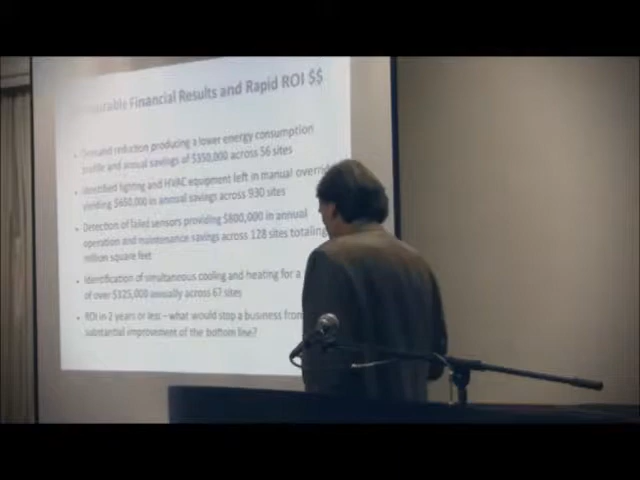 Financial Results and Rapid ROI $$
• Demand reduction producing a lower energy consumption
profile and annual savings of $350,000 across 56 sites
• Identified lighting and HVAC equipment left in manual
yielding $650,000 in annual savings across 930 sites
• Detection of failed sensors providing $800,000 in annual
operation and maintenance savings across 128 sites
million square feet
• Identification of simultaneous cooling and heating for a
of over $325,000 annually across 67 sites
• ROI in 2 years or less – what would stop a business from
substantial improvement of the bottom line?